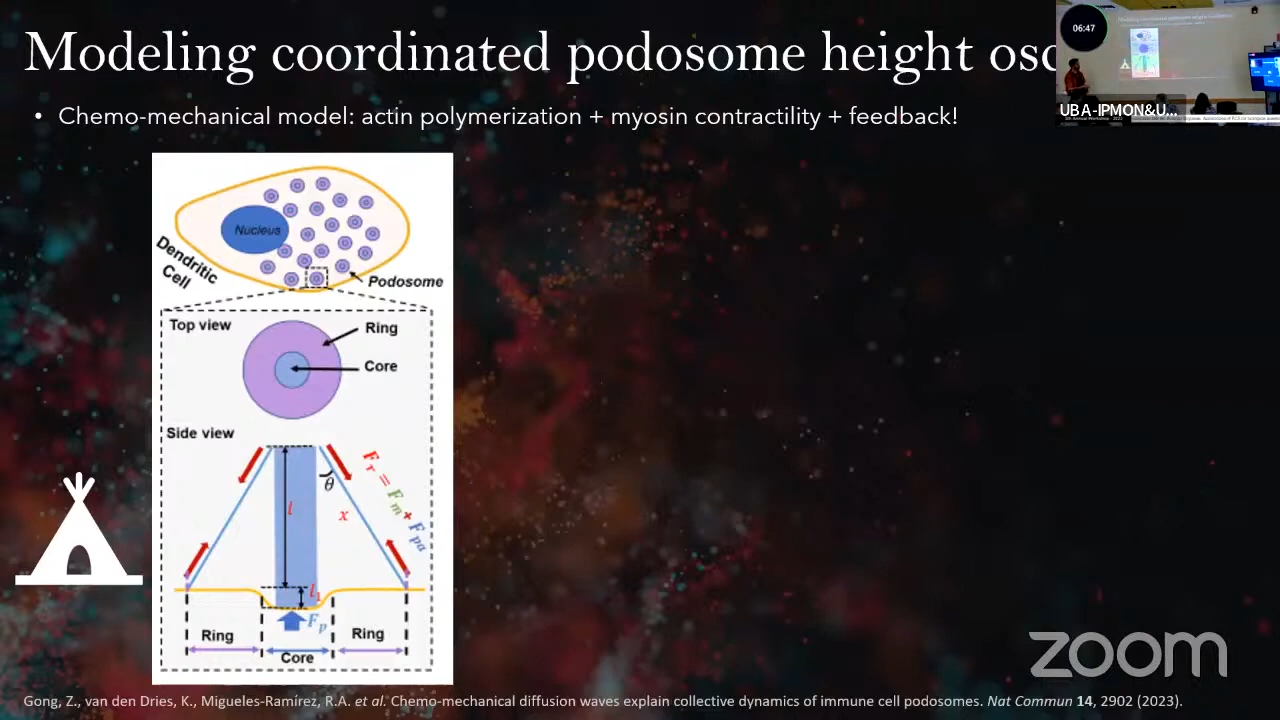 Modeling coordinated podosome height osc
06:47
UBA-IPMON&U...
• Chemo-mechanical model: actin polymerization + myosin contractility + feedback!
Nucleus
Dendritic
Cell
Podosome
Top view
Ring
Core
Side view
θ
l
x
F_r = F_m + F_pa
l_1
F_p
Ring
Core
Ring
zoom
Gong, Z., van den Dries, K., Migueles-Ramírez, R.A. et al. Chemo-mechanical diffusion waves explain collective dynamics of immune cell podosomes. Nat Commun 14, 2902 (2023).